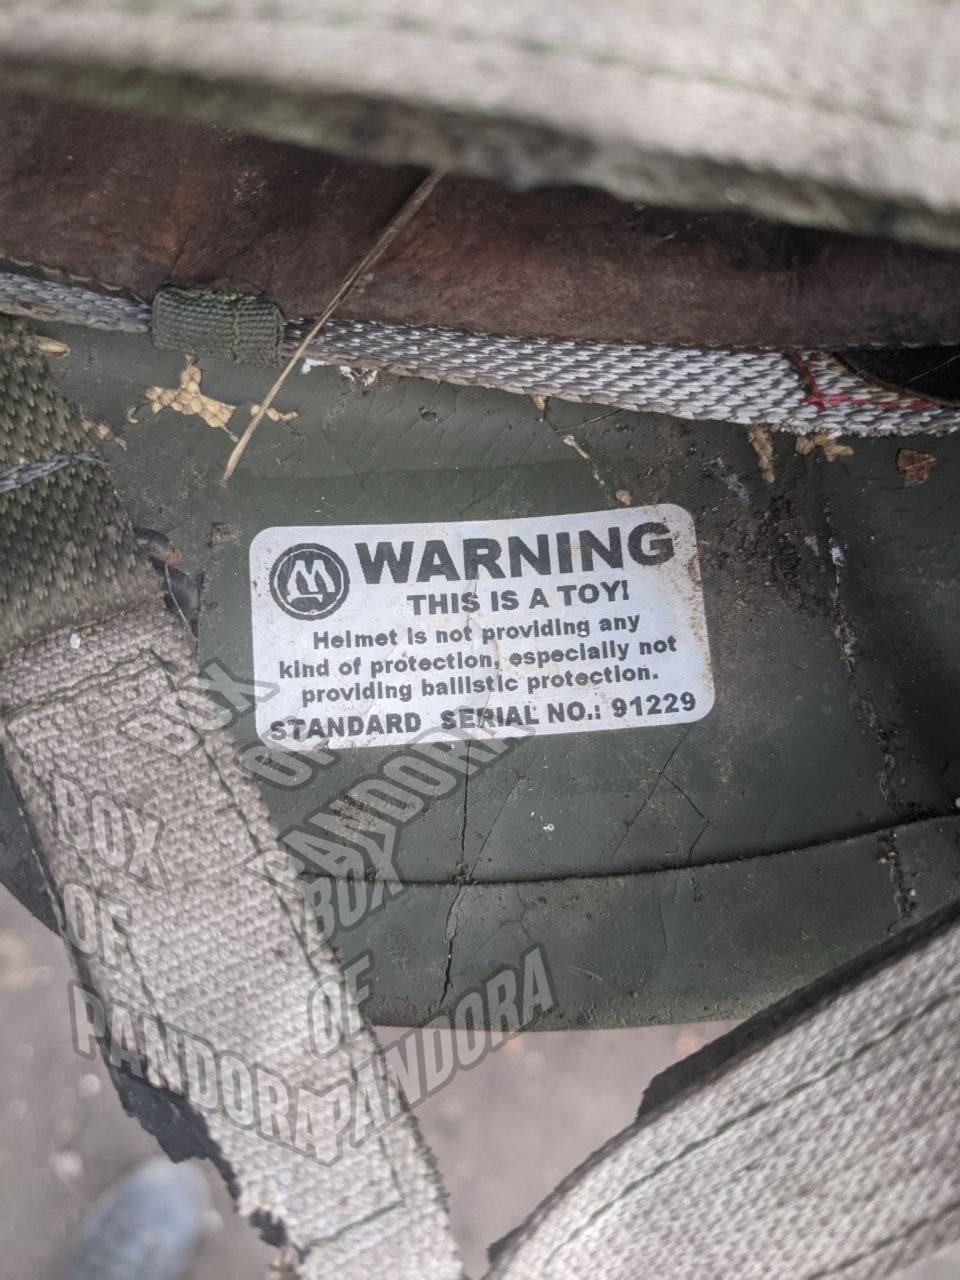 WARNING
THIS IS A TOY!
Helmet is not providing any
kind of protection, especially not
providing ballistic protection.
STANDARD SERIAL NO.: 91229
BOX
OF
PANDORA
BOX
OF
PANDORA
BOX
OF
PANDORA